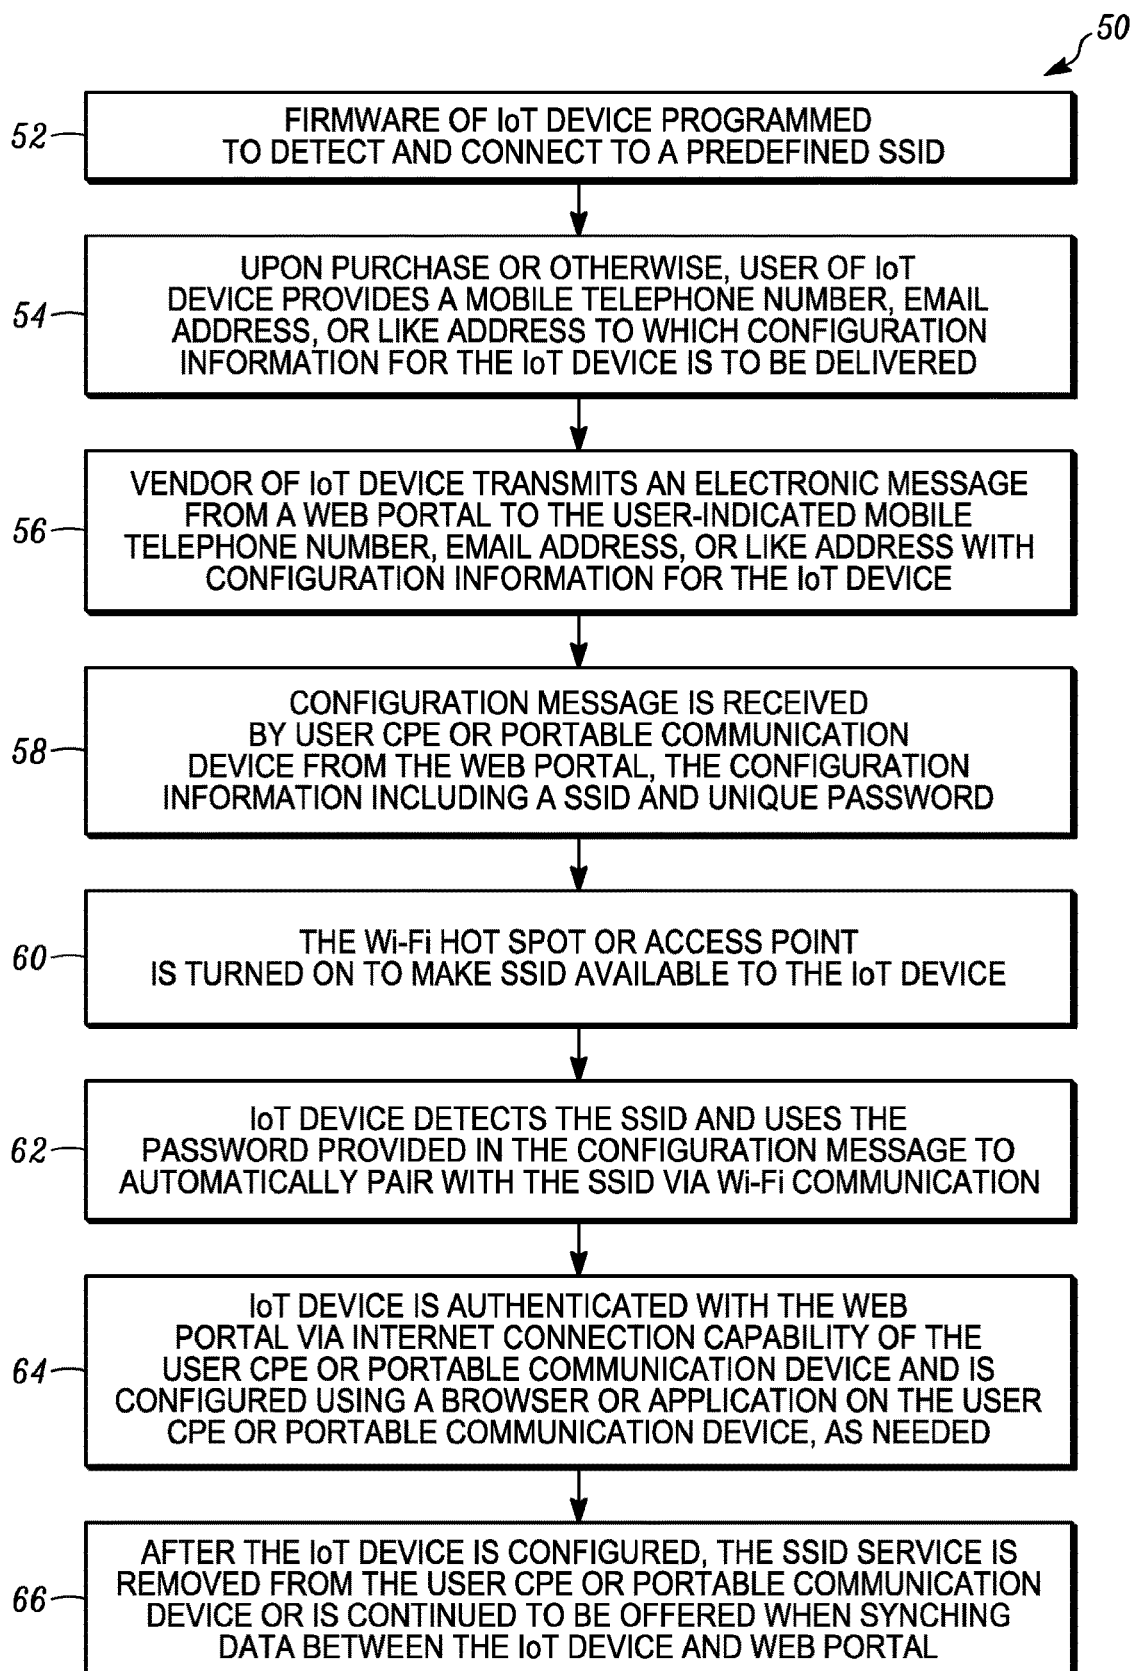 50
52
FIRMWARE OF IoT DEVICE PROGRAMMED
TO DETECT AND CONNECT TO A PREDEFINED SSID
54
UPON PURCHASE OR OTHERWISE, USER OF IoT
DEVICE PROVIDES A MOBILE TELEPHONE NUMBER, EMAIL
ADDRESS, OR LIKE ADDRESS TO WHICH CONFIGURATION
INFORMATION FOR THE IoT DEVICE IS TO BE DELIVERED
56
VENDOR OF IoT DEVICE TRANSMITS AN ELECTRONIC MESSAGE
FROM A WEB PORTAL TO THE USER-INDICATED MOBILE
TELEPHONE NUMBER, EMAIL ADDRESS, OR LIKE ADDRESS WITH
CONFIGURATION INFORMATION FOR THE IoT DEVICE
58
CONFIGURATION MESSAGE IS RECEIVED
BY USER CPE OR PORTABLE COMMUNICATION
DEVICE FROM THE WEB PORTAL, THE CONFIGURATION
INFORMATION INCLUDING A SSID AND UNIQUE PASSWORD
60
THE Wi-Fi HOT SPOT OR ACCESS POINT
IS TURNED ON TO MAKE SSID AVAILABLE TO THE IoT DEVICE
62
IoT DEVICE DETECTS THE SSID AND USES THE
PASSWORD PROVIDED IN THE CONFIGURATION MESSAGE TO
AUTOMATICALLY PAIR WITH THE SSID VIA Wi-Fi COMMUNICATION
64
IoT DEVICE IS AUTHENTICATED WITH THE WEB
PORTAL VIA INTERNET CONNECTION CAPABILITY OF THE
USER CPE OR PORTABLE COMMUNICATION DEVICE AND IS
CONFIGURED USING A BROWSER OR APPLICATION ON THE USER
CPE OR PORTABLE COMMUNICATION DEVICE, AS NEEDED
66
AFTER THE IoT DEVICE IS CONFIGURED, THE SSID SERVICE IS
REMOVED FROM THE USER CPE OR PORTABLE COMMUNICATION
DEVICE OR IS CONTINUED TO BE OFFERED WHEN SYNCHING
DATA BETWEEN THE IoT DEVICE AND WEB PORTAL